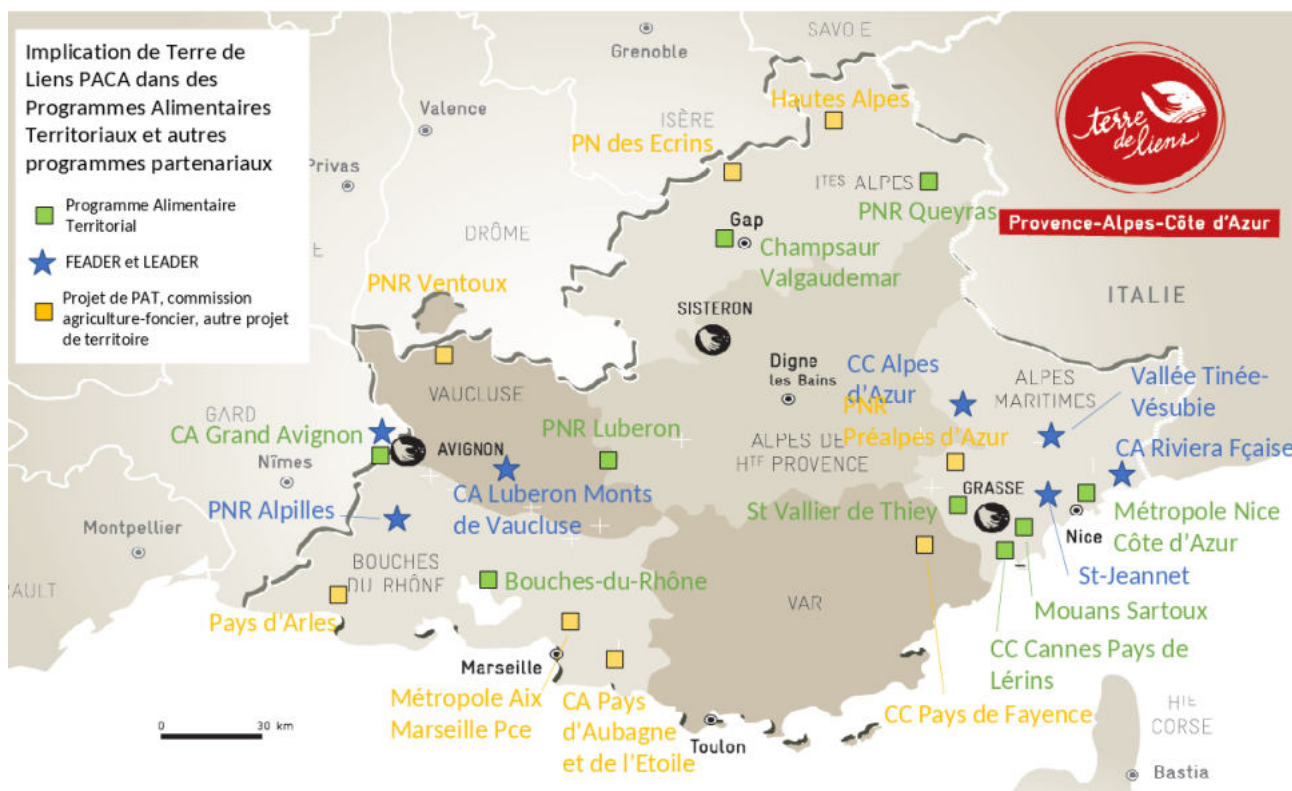 Implication de Terre de
Liens PACA dans des
Programmes Alimentaires
Territoriaux et autres
programmes partenariaux
Programme Alimentaire
Territorial
FEADER et LEADER
Projet de PAT, commission
agriculture-foncier, autre projet
de territoire
SAVOIE
Grenoble
Valence
ISÈRE
Hautes Alpes
PN des Ecrins
Privas
ITES ALPES
PNR Queyras
terre
de liens
Provence-Alpes-Côte d'Azur
DRÔME
Gap
Champsaur
Valgaudemar
E
PNR Ventoux
SISTERON
ITALIE
Digne
les Bains
CC Alpes
d'Azur
ALPES
MARITIMES
Vallée Tinée-
Vésubie
VAUCLUSE
GARD
CA Grand Avignon
PNR Luberon
PNR
Préalpes d'Azur
ALPES DE
HTE PROVENCE
CA Riviera Fçaise
Nîmes
AVIGNON
CA Luberon Monts
de Vaucluse
GRASSE
PNR Alpilles
St Vallier de Thiey
Métropole Nice
Côte d'Azur
Nice
Montpellier
BOUCHES
DU RHÔNE
Bouches-du-Rhône
St-Jeannet
RAULT
VAR
Mouans Sartoux
Pays d'Arles
CC Cannes Pays de
Lérins
Marseille
Métropole Aix
Marseille Pce
CA Pays
d'Aubagne
et de l'Etoile
CC Pays de Fayence
HTE
CORSE
0 30 km
Toulon
Bastia